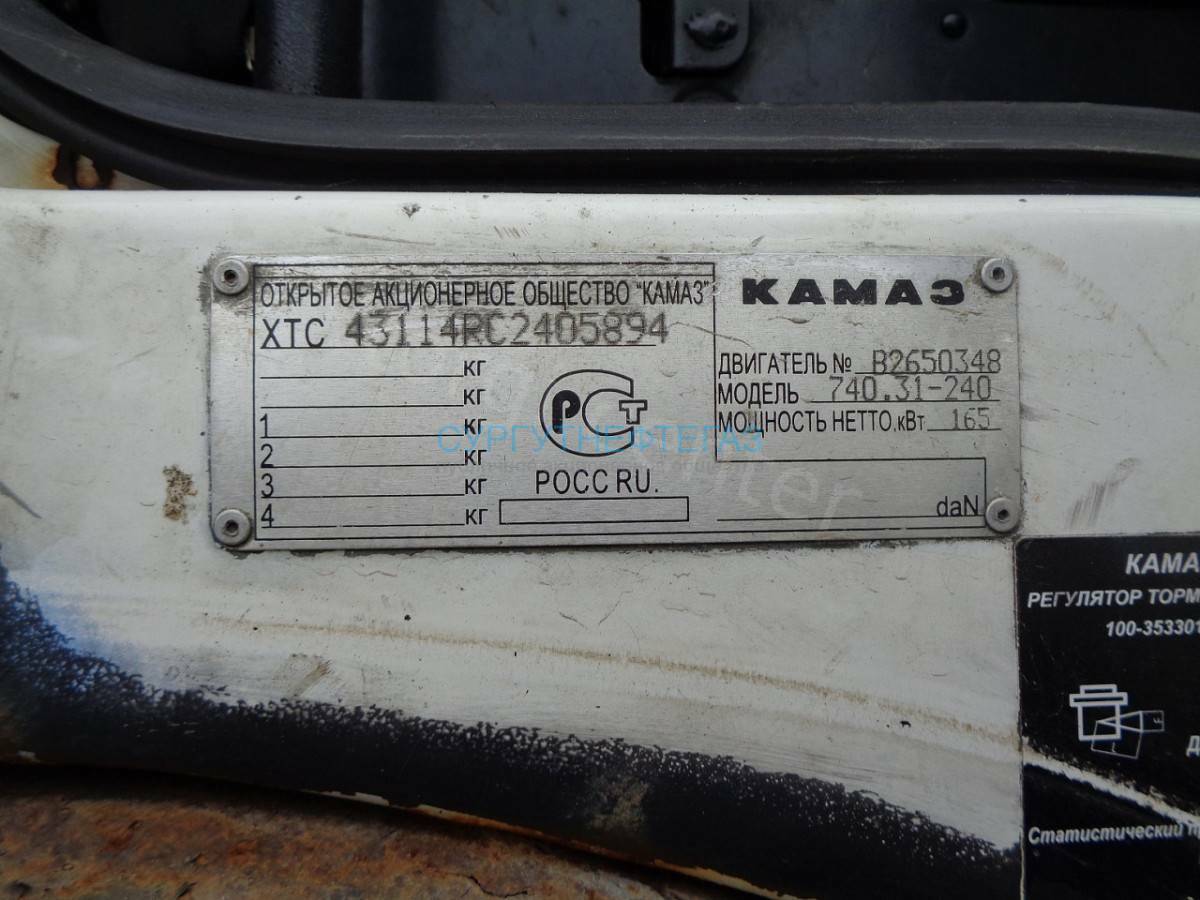 ОТКРЫТОЕ АКЦИОНЕРНОЕ ОБЩЕСТВО "КАМАЗ"
XTC 43114RC2405894
кг
кг
1 кг
2 кг
3 кг
4 кг
РСТ
РОСС RU.
КАМАЗ
ДВИГАТЕЛЬ № B2650348
МОДЕЛЬ 740.31-240
МОЩНОСТЬ НЕТТО,кВт 165
daN
СУРГУТНЕФТЕГАЗ
КАМА
РЕГУЛЯТОР ТОРМ
100-353301
F
Д
Статистический п